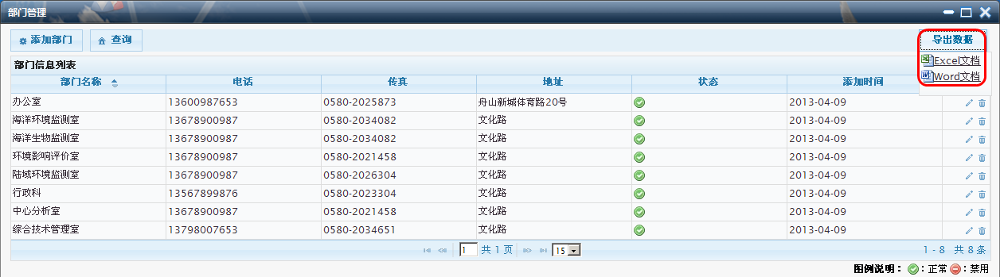 部门管理
添加部门 查询 导出数据
Excel文档
Word文档
部门信息列表
部门名称 电话 传真 地址 状态 添加时间
办公室 13600987653 0580-2025873 舟山新城体育路20号 2013-04-09
海洋环境监测室 13678900987 0580-2034082 文化路 2013-04-09
海洋生物监测室 13678900987 0580-2034082 文化路 2013-04-09
环境影响评价室 13678900987 0580-2021458 文化路 2013-04-09
陆域环境监测室 13678900987 0580-2026304 文化路 2013-04-09
行政科 13567899876 0580-2023304 文化路 2013-04-09
中心分析室 13678900987 0580-2021458 文化路 2013-04-09
综合技术管理室 13798007653 0580-2034651 文化路 2013-04-09
1 共 1 页 15 1 - 8 共 8 条
图例说明：：正常 ：禁用